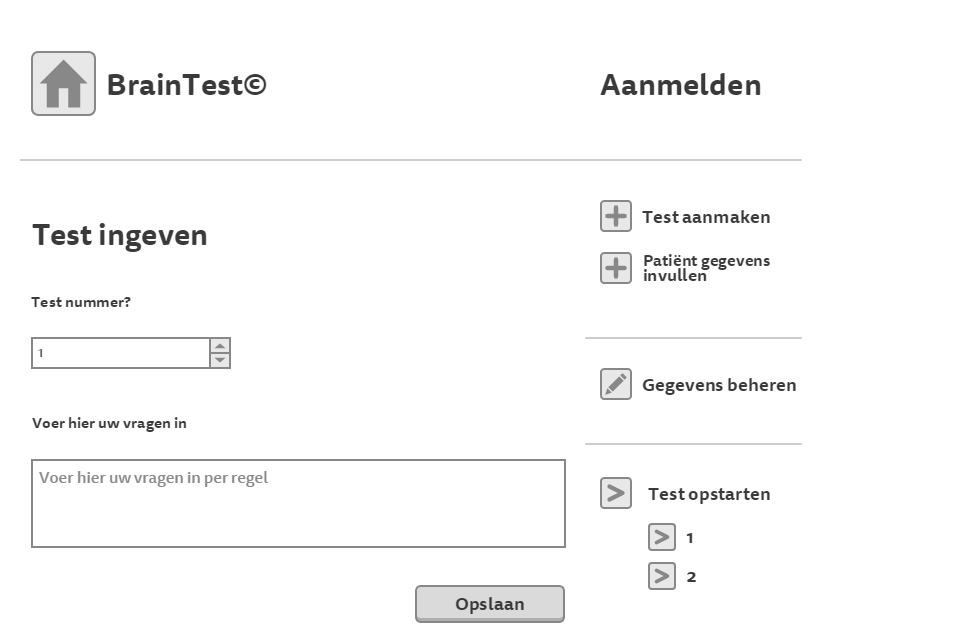 BrainTest©
Aanmelden
Test ingeven
Test nummer?
1
Voer hier uw vragen in
Voer hier uw vragen in per regel
Opslaan
Test aanmaken
Patiënt gegevens
invullen
Gegevens beheren
Test opstarten
1
2